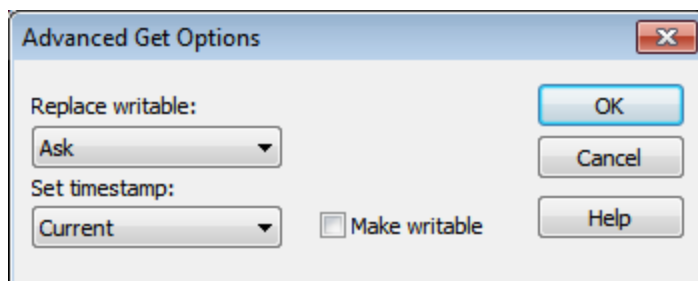 Advanced Get Options
Replace writable:
OK
Ask
Cancel
Set timestamp:
Current
Make writable
Help